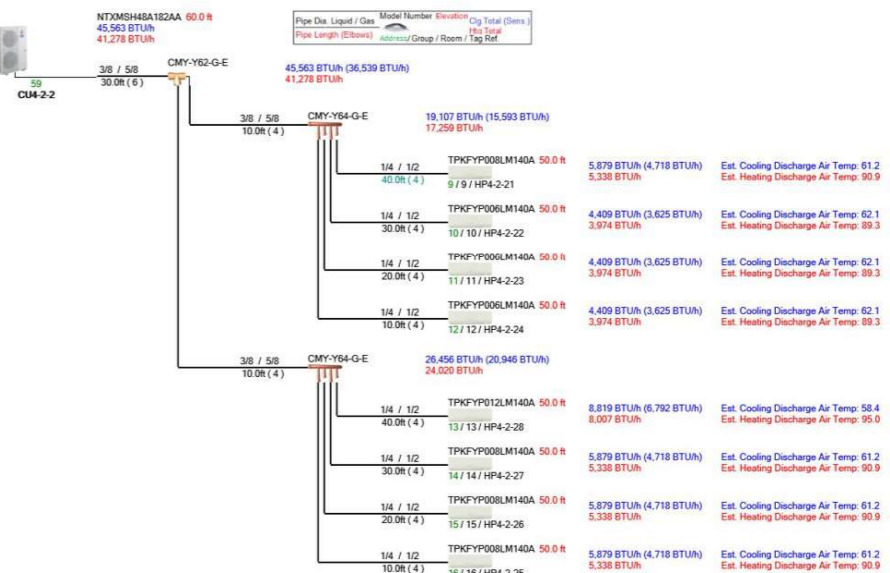 NTXMSH48A182AA 60.0 ft
45,563 BTU/h
41,278 BTU/h
Pipe Dia. Liquid / Gas Model Number Elevation Clg Total (Sens.)
Pipe Length (Elbows) Address/Group / Room / Tag Ref. Htg Total
59
CU4-2-2
3/8 / 5/8
30.0ft ( 6 )
CMY-Y62-G-E
45,563 BTU/h (36,539 BTU/h)
41,278 BTU/h
3/8 / 5/8
10.0ft ( 4 )
CMY-Y64-G-E
19,107 BTU/h (15,593 BTU/h)
17,259 BTU/h
1/4 / 1/2
40.0ft ( 4 )
TPKFYP008LM140A 50.0 ft
9 / 9 / HP4-2-21
5,879 BTU/h (4,718 BTU/h)
5,338 BTU/h
Est. Cooling Discharge Air Temp: 61.2
Est. Heating Discharge Air Temp: 90.9
1/4 / 1/2
30.0ft ( 4 )
TPKFYP006LM140A 50.0 ft
10 / 10 / HP4-2-22
4,409 BTU/h (3,625 BTU/h)
3,974 BTU/h
Est. Cooling Discharge Air Temp: 62.1
Est. Heating Discharge Air Temp: 89.3
1/4 / 1/2
20.0ft ( 4 )
TPKFYP006LM140A 50.0 ft
11 / 11 / HP4-2-23
4,409 BTU/h (3,625 BTU/h)
3,974 BTU/h
Est. Cooling Discharge Air Temp: 62.1
Est. Heating Discharge Air Temp: 89.3
1/4 / 1/2
10.0ft ( 4 )
TPKFYP006LM140A 50.0 ft
12 / 12 / HP4-2-24
4,409 BTU/h (3,625 BTU/h)
3,974 BTU/h
Est. Cooling Discharge Air Temp: 62.1
Est. Heating Discharge Air Temp: 89.3
3/8 / 5/8
10.0ft ( 4 )
CMY-Y64-G-E
26,456 BTU/h (20,946 BTU/h)
24,020 BTU/h
1/4 / 1/2
40.0ft ( 4 )
TPKFYP012LM140A 50.0 ft
13 / 13 / HP4-2-28
8,819 BTU/h (6,792 BTU/h)
8,007 BTU/h
Est. Cooling Discharge Air Temp: 58.4
Est. Heating Discharge Air Temp: 95.0
1/4 / 1/2
30.0ft ( 4 )
TPKFYP008LM140A 50.0 ft
14 / 14 / HP4-2-27
5,879 BTU/h (4,718 BTU/h)
5,338 BTU/h
Est. Cooling Discharge Air Temp: 61.2
Est. Heating Discharge Air Temp: 90.9
1/4 / 1/2
20.0ft ( 4 )
TPKFYP008LM140A 50.0 ft
15 / 15 / HP4-2-26
5,879 BTU/h (4,718 BTU/h)
5,338 BTU/h
Est. Cooling Discharge Air Temp: 61.2
Est. Heating Discharge Air Temp: 90.9
1/4 / 1/2
10.0ft ( 4 )
TPKFYP008LM140A 50.0 ft
16 / 16 / HP4-2-25
5,879 BTU/h (4,718 BTU/h)
5,338 BTU/h
Est. Cooling Discharge Air Temp: 61.2
Est. Heating Discharge Air Temp: 90.9